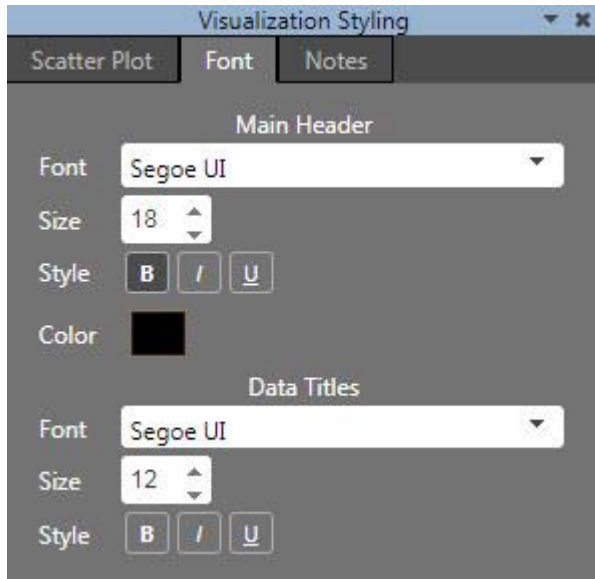 Visualization Styling
Scatter Plot Font Notes
Main Header
Font Segoe UI
Size 18
Style B I U
Color
Data Titles
Font Segoe UI
Size 12
Style B I U